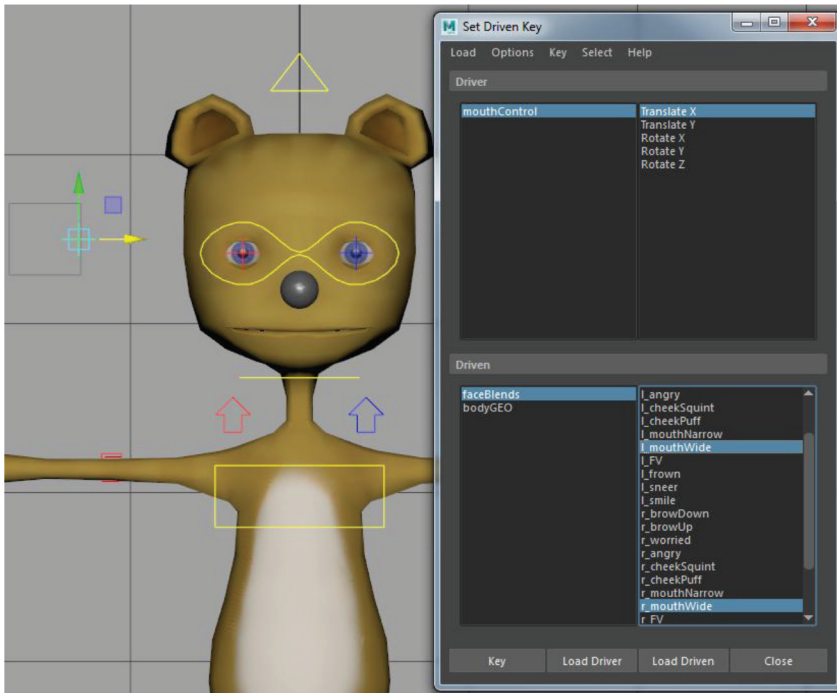 M Set Driven Key
Load Options Key Select Help
Driver
mouthControl
Translate X
Translate Y
Rotate X
Rotate Y
Rotate Z
Driven
faceBlends
bodyGEO
l_angry
l_cheekSquint
l_cheekPuff
l_mouthNarrow
l_mouthWide
l_FV
l_frown
l_sneer
l_smile
r_browDown
r_browUp
r_worried
r_angry
r_cheekSquint
r_cheekPuff
r_mouthNarrow
r_mouthWide
r_FV
Key Load Driver Load Driven Close